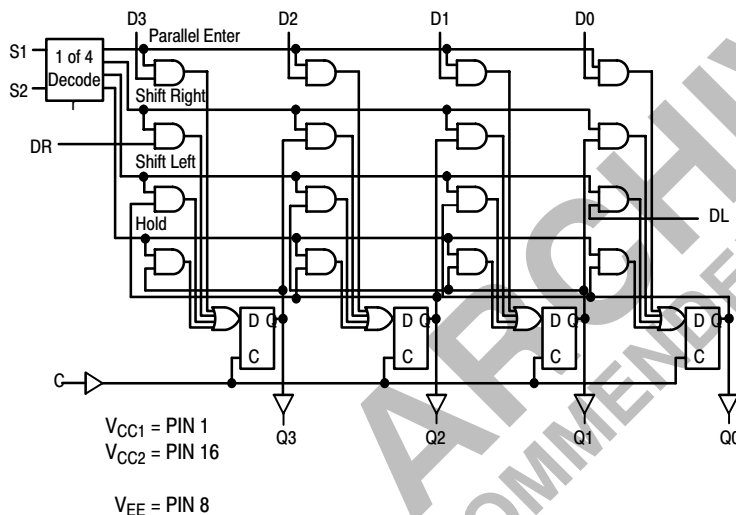 D3 D2 D1 D0
Parallel Enter
S1
1 of 4
Decode
S2
Shift Right
DR
Shift Left
DL
Hold
D Q D Q D Q D Q
C C C C
C
Q3 Q2 Q1 Q0
VCC1 = PIN 1
VCC2 = PIN 16
VEE = PIN 8